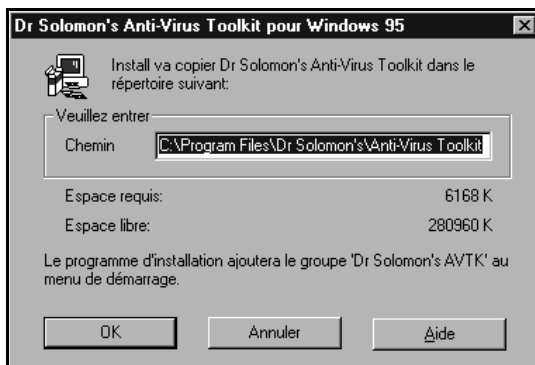 Dr Solomon's Anti-Virus Toolkit pour Windows 95
Install va copier Dr Solomon's Anti-Virus Toolkit dans le
répertoire suivant:
Veuillez entrer
Chemin C:\Program Files\Dr Solomon's\Anti-Virus Toolkit
Espace requis: 6168 K
Espace libre: 280960 K
Le programme d'installation ajoutera le groupe 'Dr Solomon's AVTK' au
menu de démarrage.
OK Annuler Aide